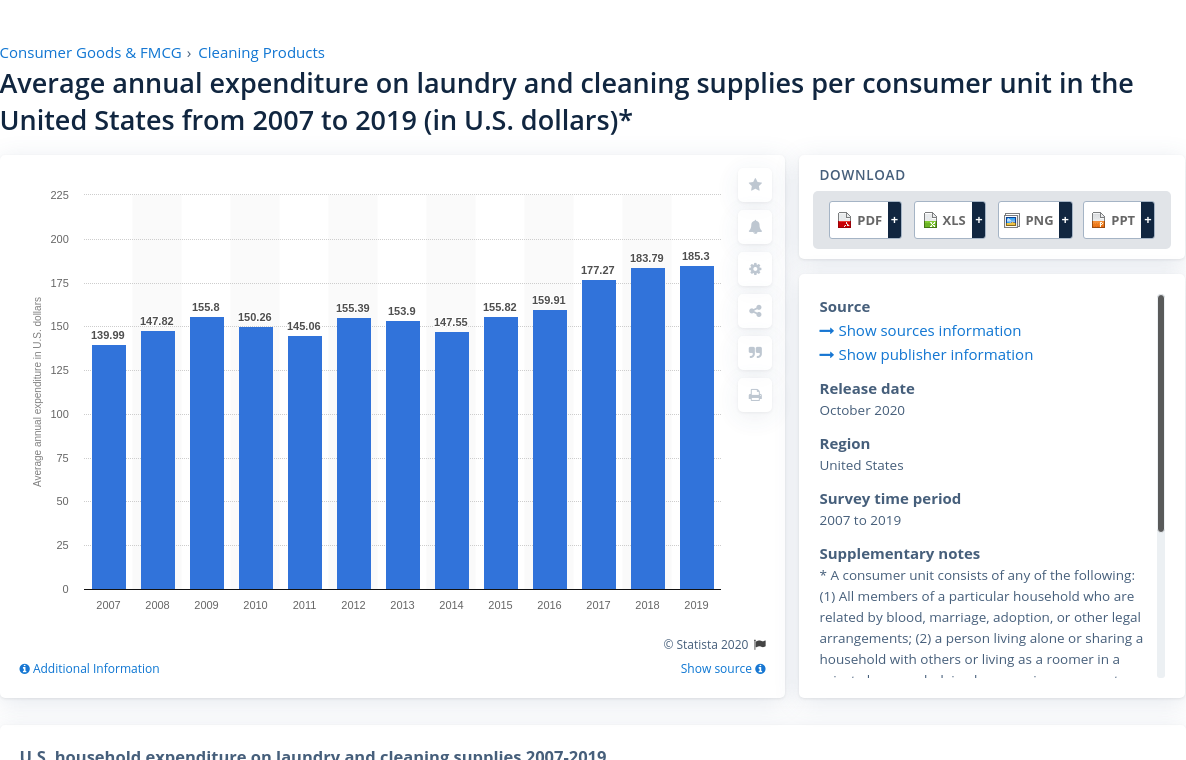 Consumer Goods & FMCG › Cleaning Products
Average annual expenditure on laundry and cleaning supplies per consumer unit in the
United States from 2007 to 2019 (in U.S. dollars)*
Average annual expenditure in U.S. dollars
225
200
175
150
125
100
75
50
25
0
139.99
147.82
155.8
150.26
145.06
155.39
153.9
147.55
155.82
159.91
177.27
183.79
185.3
2007 2008 2009 2010 2011 2012 2013 2014 2015 2016 2017 2018 2019
© Statista 2020
Additional Information
Show source
DOWNLOAD
PDF + XLS + PNG + PPT +
Source
Show sources information
Show publisher information
Release date
October 2020
Region
United States
Survey time period
2007 to 2019
Supplementary notes
* A consumer unit consists of any of the following:
(1) All members of a particular household who are
related by blood, marriage, adoption, or other legal
arrangements; (2) a person living alone or sharing a
household with others or living as a roomer in a
U.S. household expenditure on laundry and cleaning supplies 2007-2019